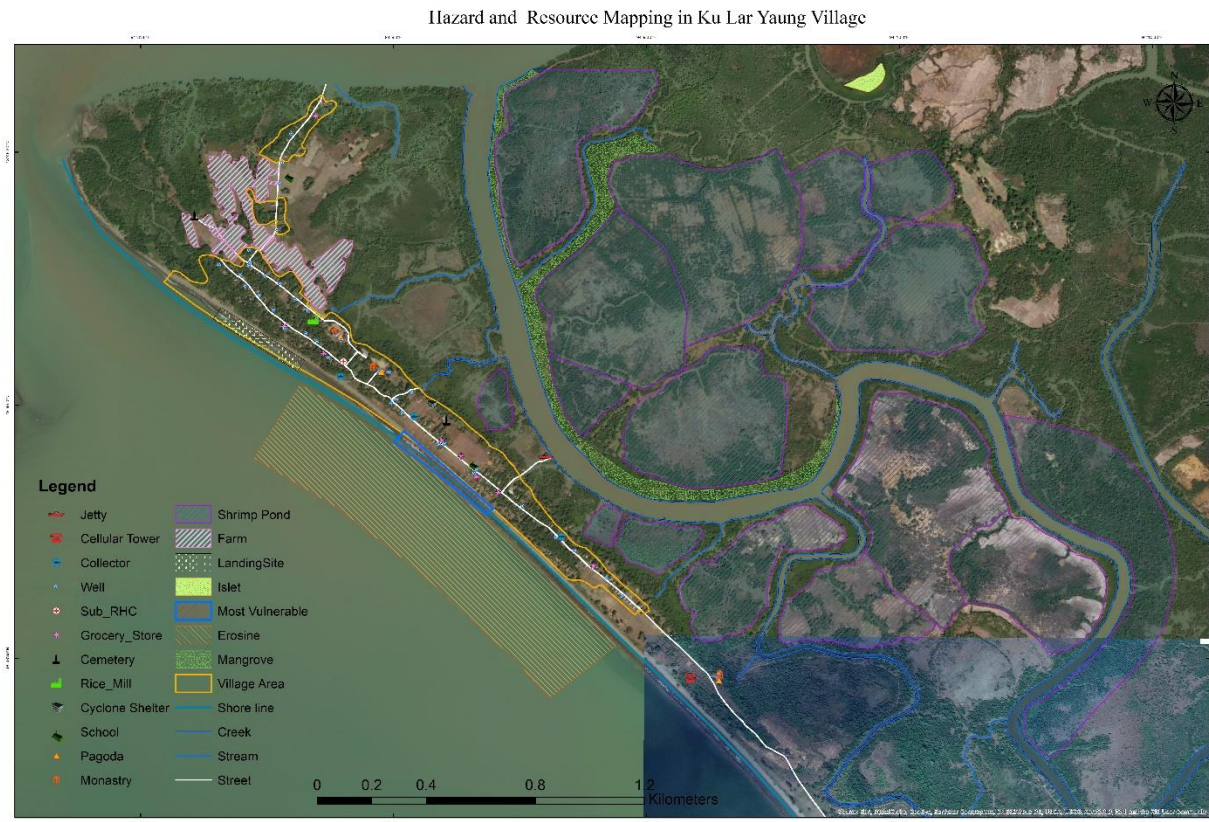 Hazard and Resource Mapping in Ku Lar Yaung Village
N
W E
S
Legend
Jetty
Cellular Tower
Collector
Well
Sub_RHC
Grocery_Store
Cemetery
Rice_Mill
Cyclone Shelter
School
Pagoda
Monastry
Shrimp Pond
Farm
LandingSite
Islet
Most Vulnerable
Erosine
Mangrove
Village Area
Shore line
Creek
Stream
Street
0 0.2 0.4 0.8 1.2
Kilometers